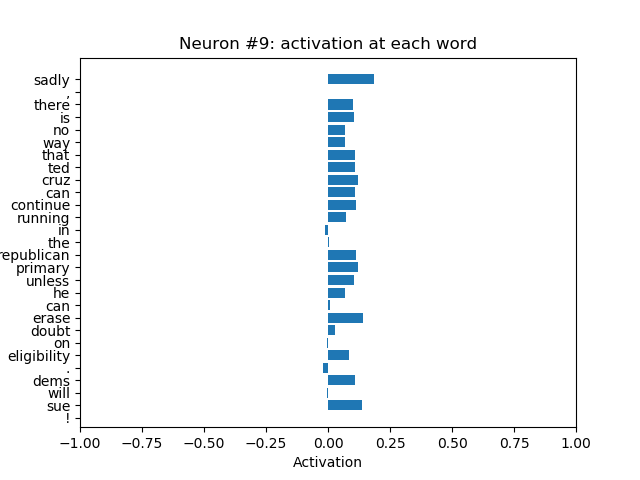 Neuron #9: activation at each word
sadly
,
there
is
no
way
that
ted
cruz
can
continue
running
in
the
republican
primary
unless
he
can
erase
doubt
on
eligibility
.
dems
will
sue
!
−1.00 −0.75 −0.50 −0.25 0.00 0.25 0.50 0.75 1.00
Activation